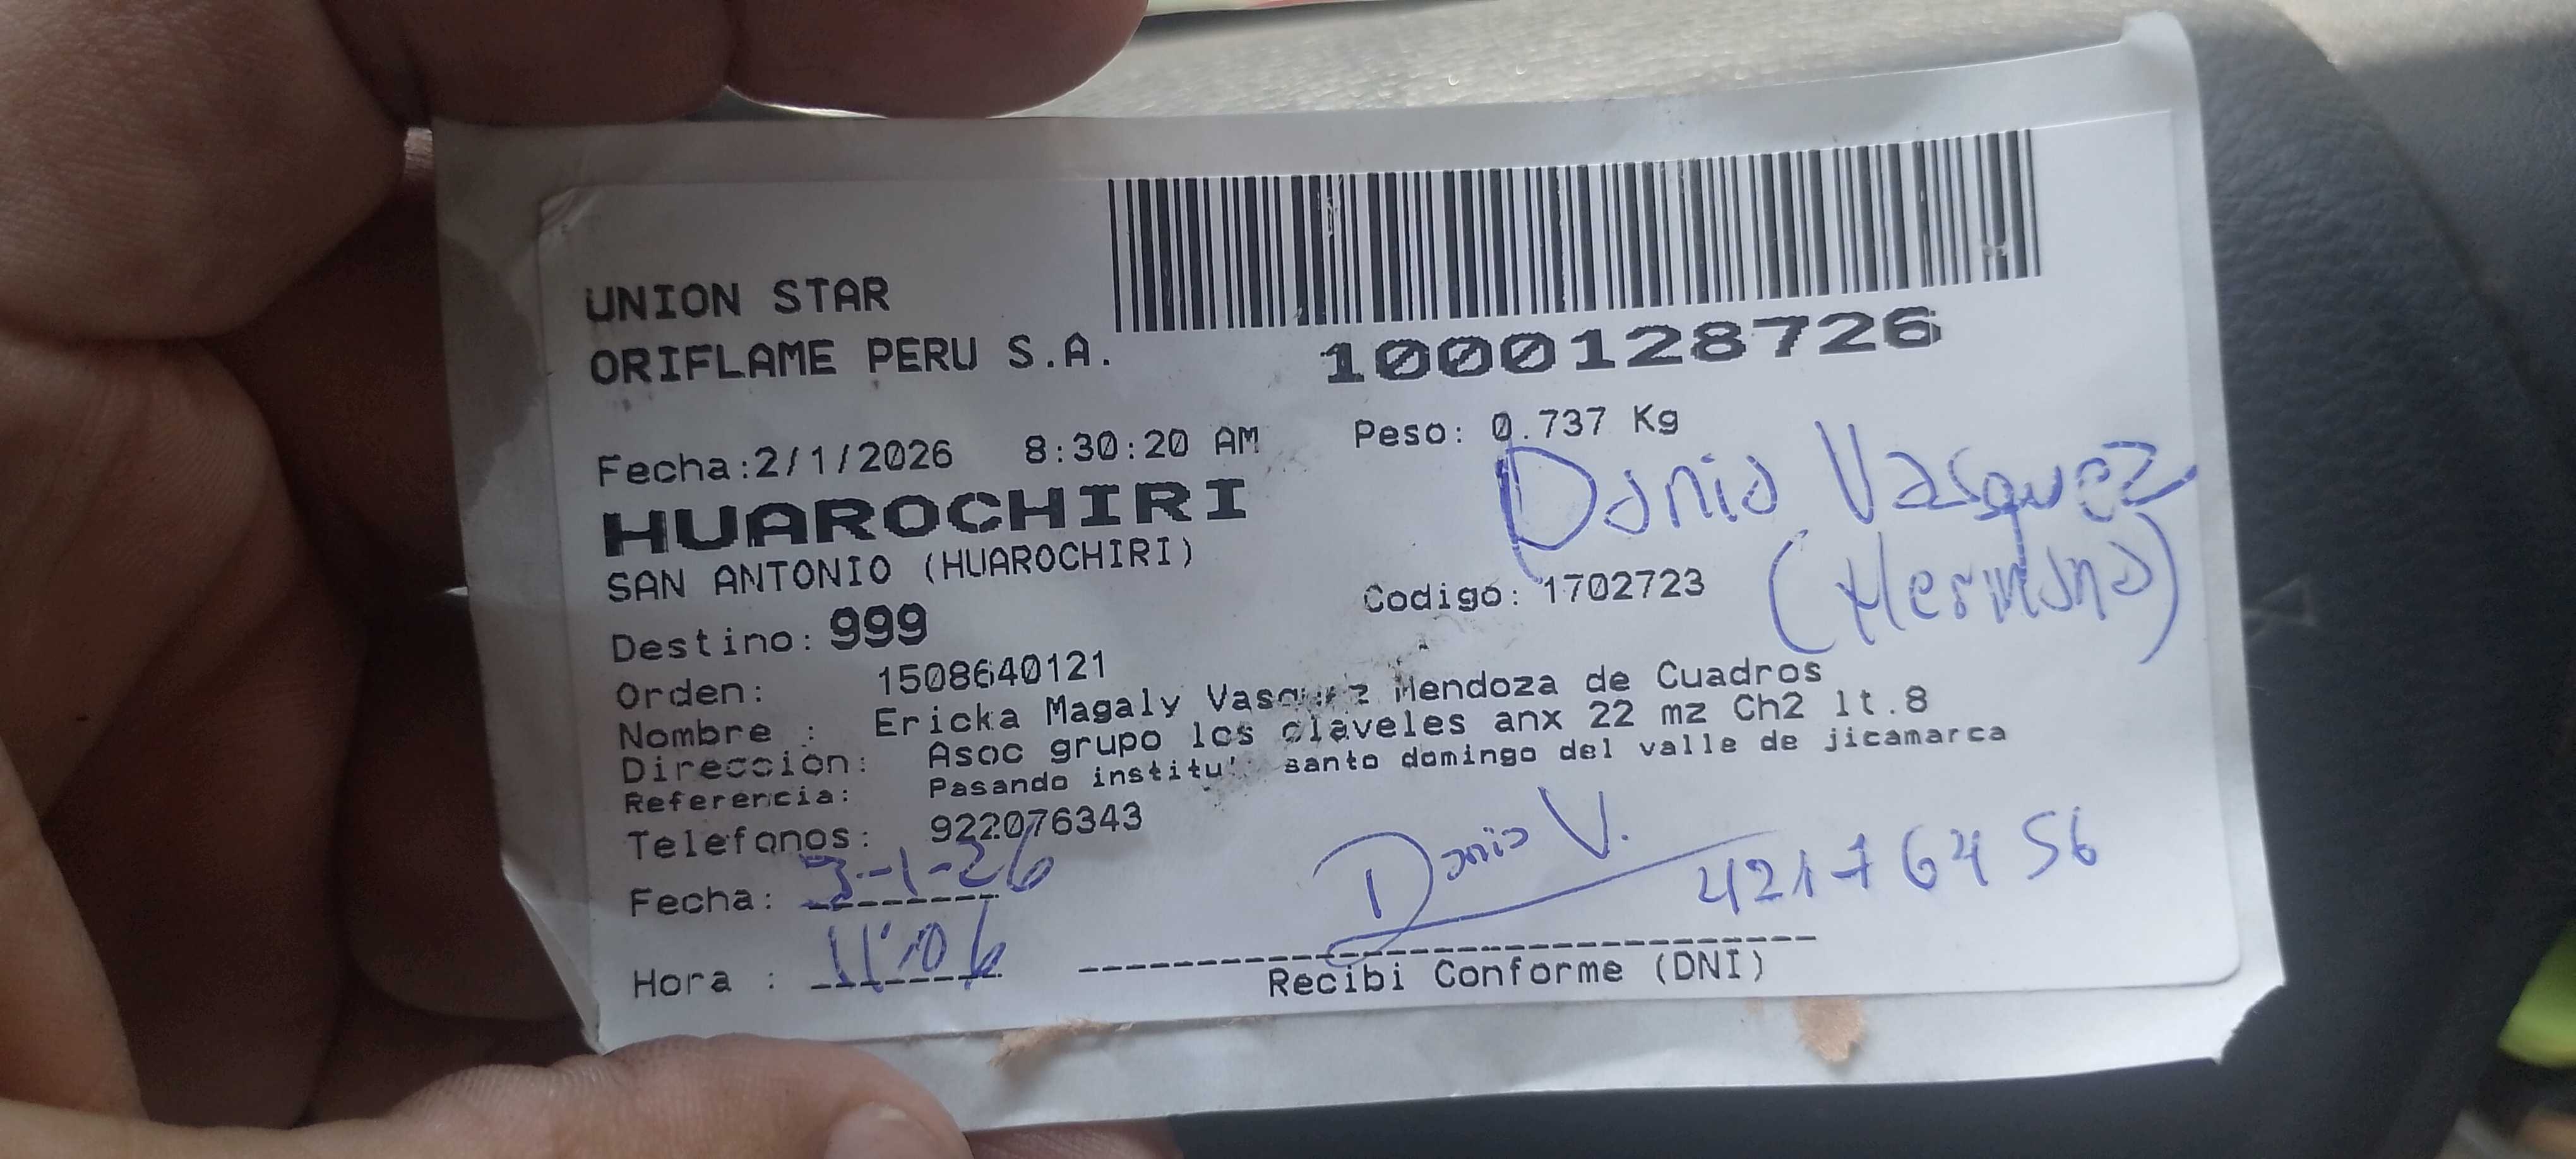 UNION STAR
ORIFLAME PERU S.A.
1000128726
Fecha:2/1/2026 8:30:20 AM Peso: 0.737 Kg
HUAROCHIRI
Danio Vasquez
SAN ANTONIO (HUAROCHIRI)
(Hermano)
Destino: 999 Codigo: 1702723
Orden: 1508640121
Nombre : Ericka Magaly Vasquez Mendoza de Cuadros
Direccion: Asoc grupo los claveles anx 22 mz Ch2 lt.8
Referencia: Pasando santo domingo del valle de jicamarca
Telefonos: 922076343
Fecha: 3-1-26
Danio V. 42176456
Hora : 11:06
Recibi Conforme (DNI)